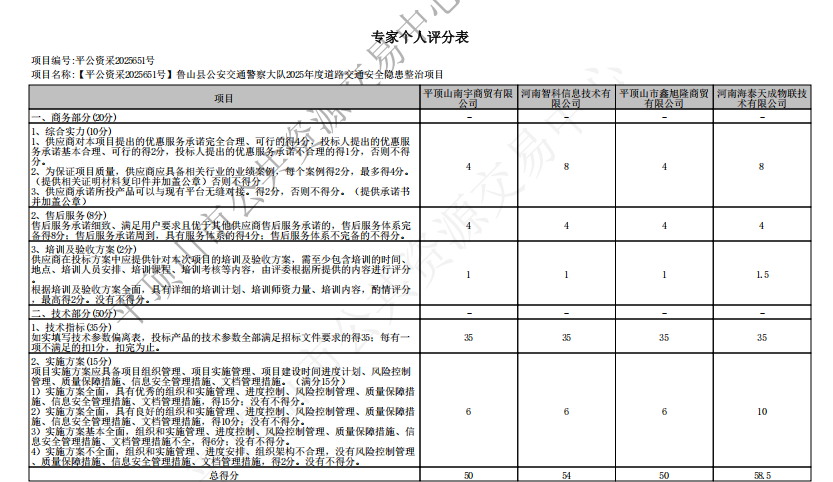 专家个人评分表
项目编号:平公资采2025651号
项目名称:【平公资采2025651号】鲁山县公安交通警察大队2025年度道路交通安全隐患整治项目
项目 平顶山南宇商贸有限公司 河南智科信息技术有限公司 平顶山市鑫旭隆商贸有限公司 河南海泰天成物联技术有限公司
一、商务部分(20分) - - - -
1、综合实力(10分)
1、供应商对本项目提出的优惠服务承诺完全合理、可行的得4分;投标人提出的优惠服
务承诺基本合理、可行的得2分,投标人提出的优惠服务承诺不合理的得1分,否则不得
分。
2、为保证项目质量,供应商应具备相关行业的业绩案例,每个案例得2分,最多得4分。
(提供相关证明材料复印件并加盖公章)否则不得分
3、供应商承诺所投产品可以与现有平台无缝对接。得2分,否则不得分。(提供承诺书
并加盖公章)
4 8 4 8
2、售后服务(8分)
售后服务承诺细致、满足用户要求且优于其他供应商售后服务承诺的,售后服务体系完
备得8分;售后服务承诺周到,具有服务体系的得4分;售后服务体系不完备的不得分。
4 4 4 4
3、培训及验收方案(2分)
供应商在投标方案中应提供针对本次项目的培训及验收方案,需至少包含培训的时间、
地点、培训人员安排、培训课程、培训考核等内容,由评委根据所提供的内容进行评分
。
根据培训及验收方案全面,具有详细的培训计划、培训师资力量、培训内容,酌情评分
,最高得2分。没有不得分。
1 1 1 1.5
二、技术部分(50分) - - - -
1、技术指标(35分)
如实填写技术参数偏离表,投标产品的技术参数全部满足招标文件要求的得35;每有一
项不满足的扣1分,扣完为止。
35 35 35 35
2、实施方案(15分)
项目实施方案应具备项目组织管理、项目实施管理、项目建设时间进度计划、风险控制
管理、质量保障措施、信息安全管理措施、文档管理措施。(满分15分)
1)实施方案全面,具有优秀的组织和实施管理、进度控制、风险控制管理、质量保障措
施、信息安全管理措施、文档管理措施,得15分;没有不得分。
2)实施方案全面,具有良好的组织和实施管理、进度控制、风险控制管理、质量保障措
施、信息安全管理措施、文档管理措施,得10分;没有不得分。
3)实施方案基本全面,组织和实施管理、进度控制、风险控制管理、质量保障措施、信
息安全管理措施、文档管理措施不全,得6分;没有不得分。
4)实施方案不全面,组织和实施管理、进度安排、组织架构不合理,没有风险控制管理
、质量保障措施、信息安全管理措施、文档管理措施,得2分。没有不得分。
6 6 6 10
总得分 50 54 50 58.5
平顶山市公共资源交易中心